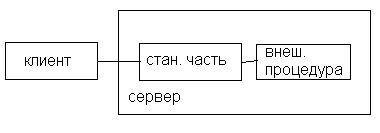 клиент
стан. часть
внеш.
процедура
сервер